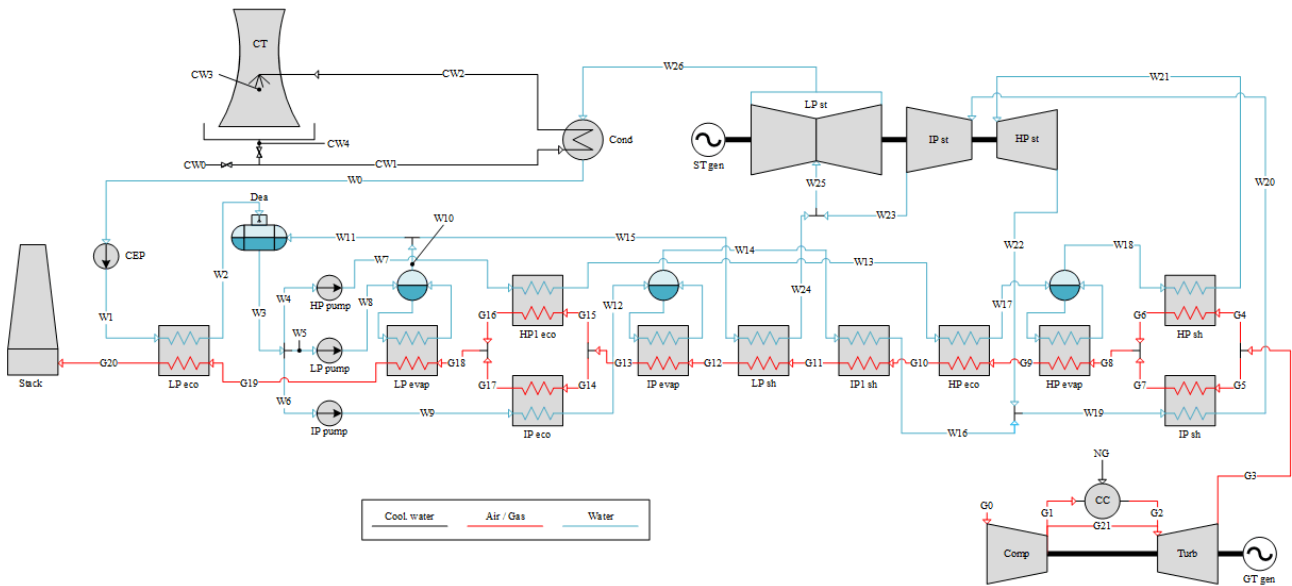 CT
CW3
CW2
W26
LP st
IP st
HP st
W21
ST gen
Cond
CW4
CW0
CW1
W0
W25
W20
Dea
W10
W23
W11
W15
W14
W22
CEP
W2
W3
W4
W7
W8
W13
W18
HP pump
W12
W24
W17
W1
W5
G16
HP1 eco
G15
G6
HP sh
G4
G20
LP eco
G19
LP pump
LP evap
G18
G13
IP evap
G12
LP sh
G11
IP1 sh
G10
HP eco
G9
HP evap
G8
Stack
G17
G14
G7
G5
W6
IP pump
W9
IP eco
W16
W19
IP sh
NG
G3
Cool. water
Air / Gas
Water
G0
G1
CC
G2
G21
Comp
Turb
GT gen